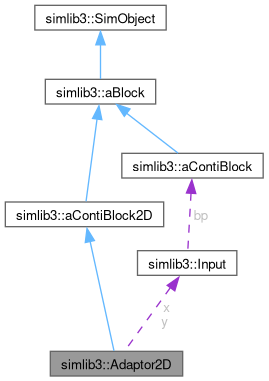 simlib3::SimObject
simlib3::aBlock
simlib3::aContiBlock
simlib3::aContiBlock2D
bp
simlib3::Input
x
y
simlib3::Adaptor2D